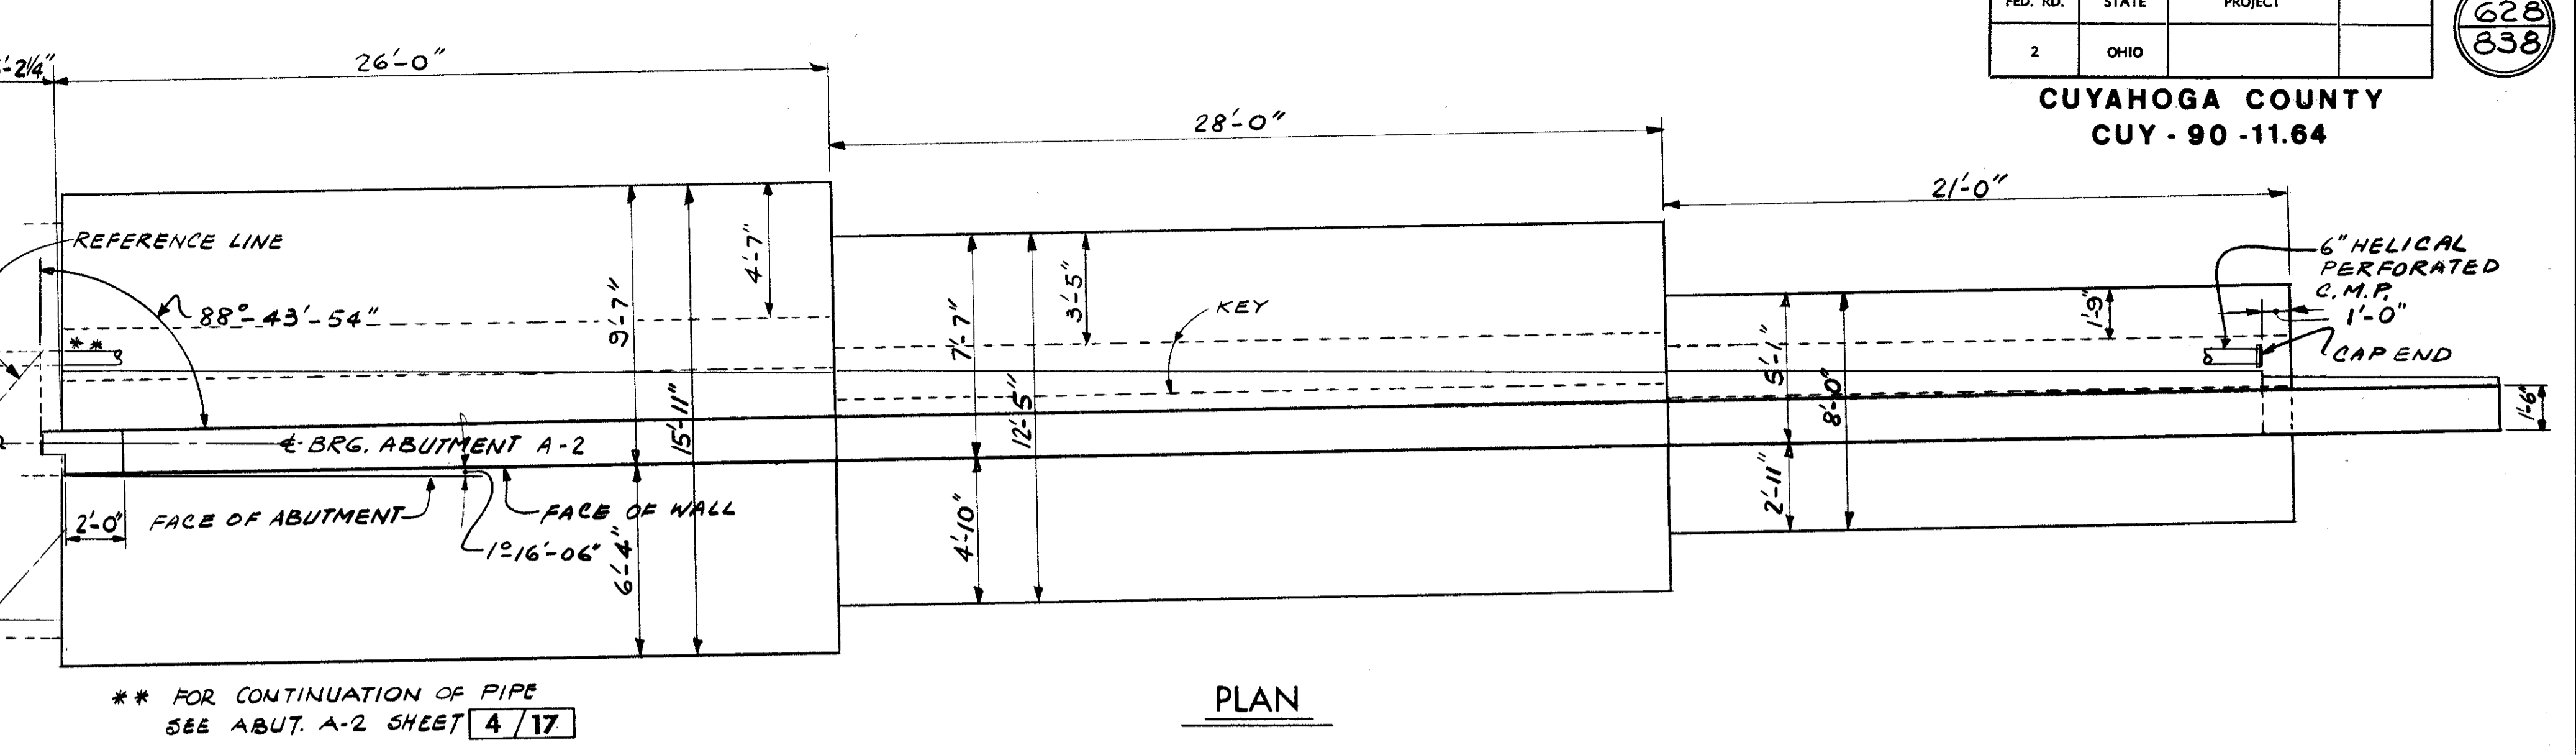 FED. RD. STATE PROJECT
2 OHIO
628
838
CUYAHOGA COUNTY
CUY - 90 -11.64
'-2¼"
26'-0"
28'-0"
21'-0"
REFERENCE LINE
88°-43'-54"
**
9'-7"
15'-11"
4'-7"
7'-7"
12'-5"
3'-5"
KEY
5'-1"
8'-0"
1'-9"
6" HELICAL
PERFORATED
C.M.P.
1'-0"
CAP END
1'-6"
℄ BRG. ABUTMENT A-2
2'-0"
FACE OF ABUTMENT
FACE OF WALL
1°16'-06"
6'-4"
4'-10"
2'-11"
** FOR CONTINUATION OF PIPE
SEE ABUT. A-2 SHEET 4/17
PLAN